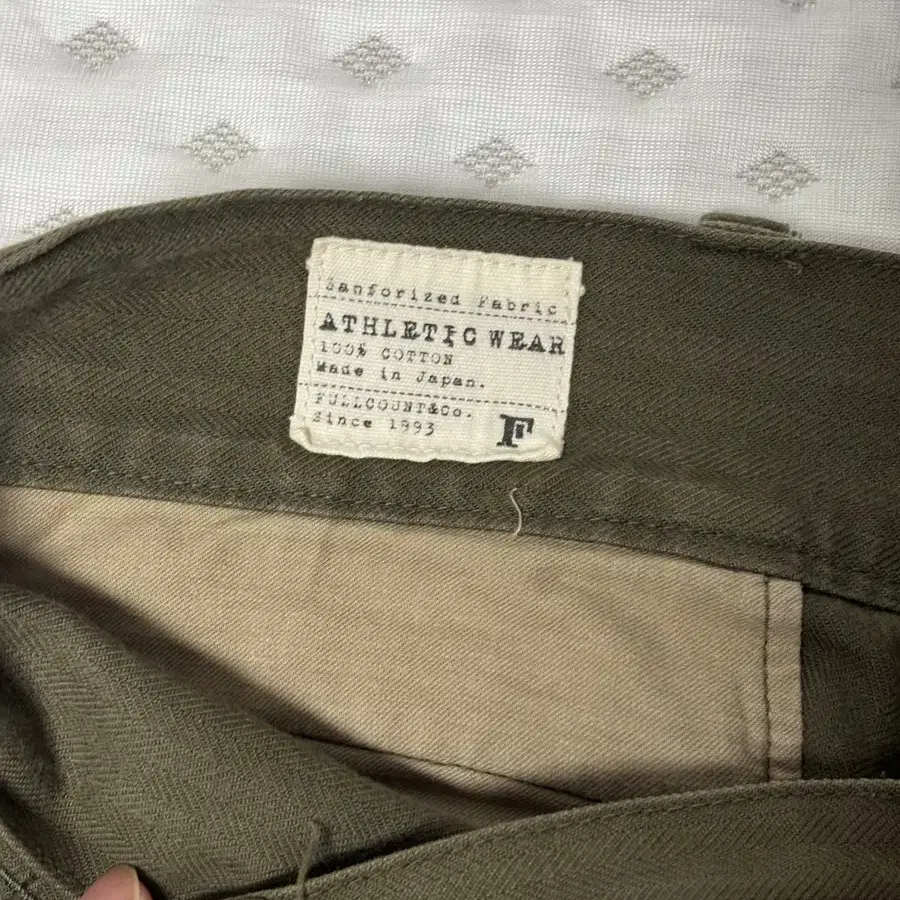 Sanforized Fabric
ATHLETIC WEAR
100% COTTON
Made in Japan.
FULLCOUNT&Co.
Since 1993
F